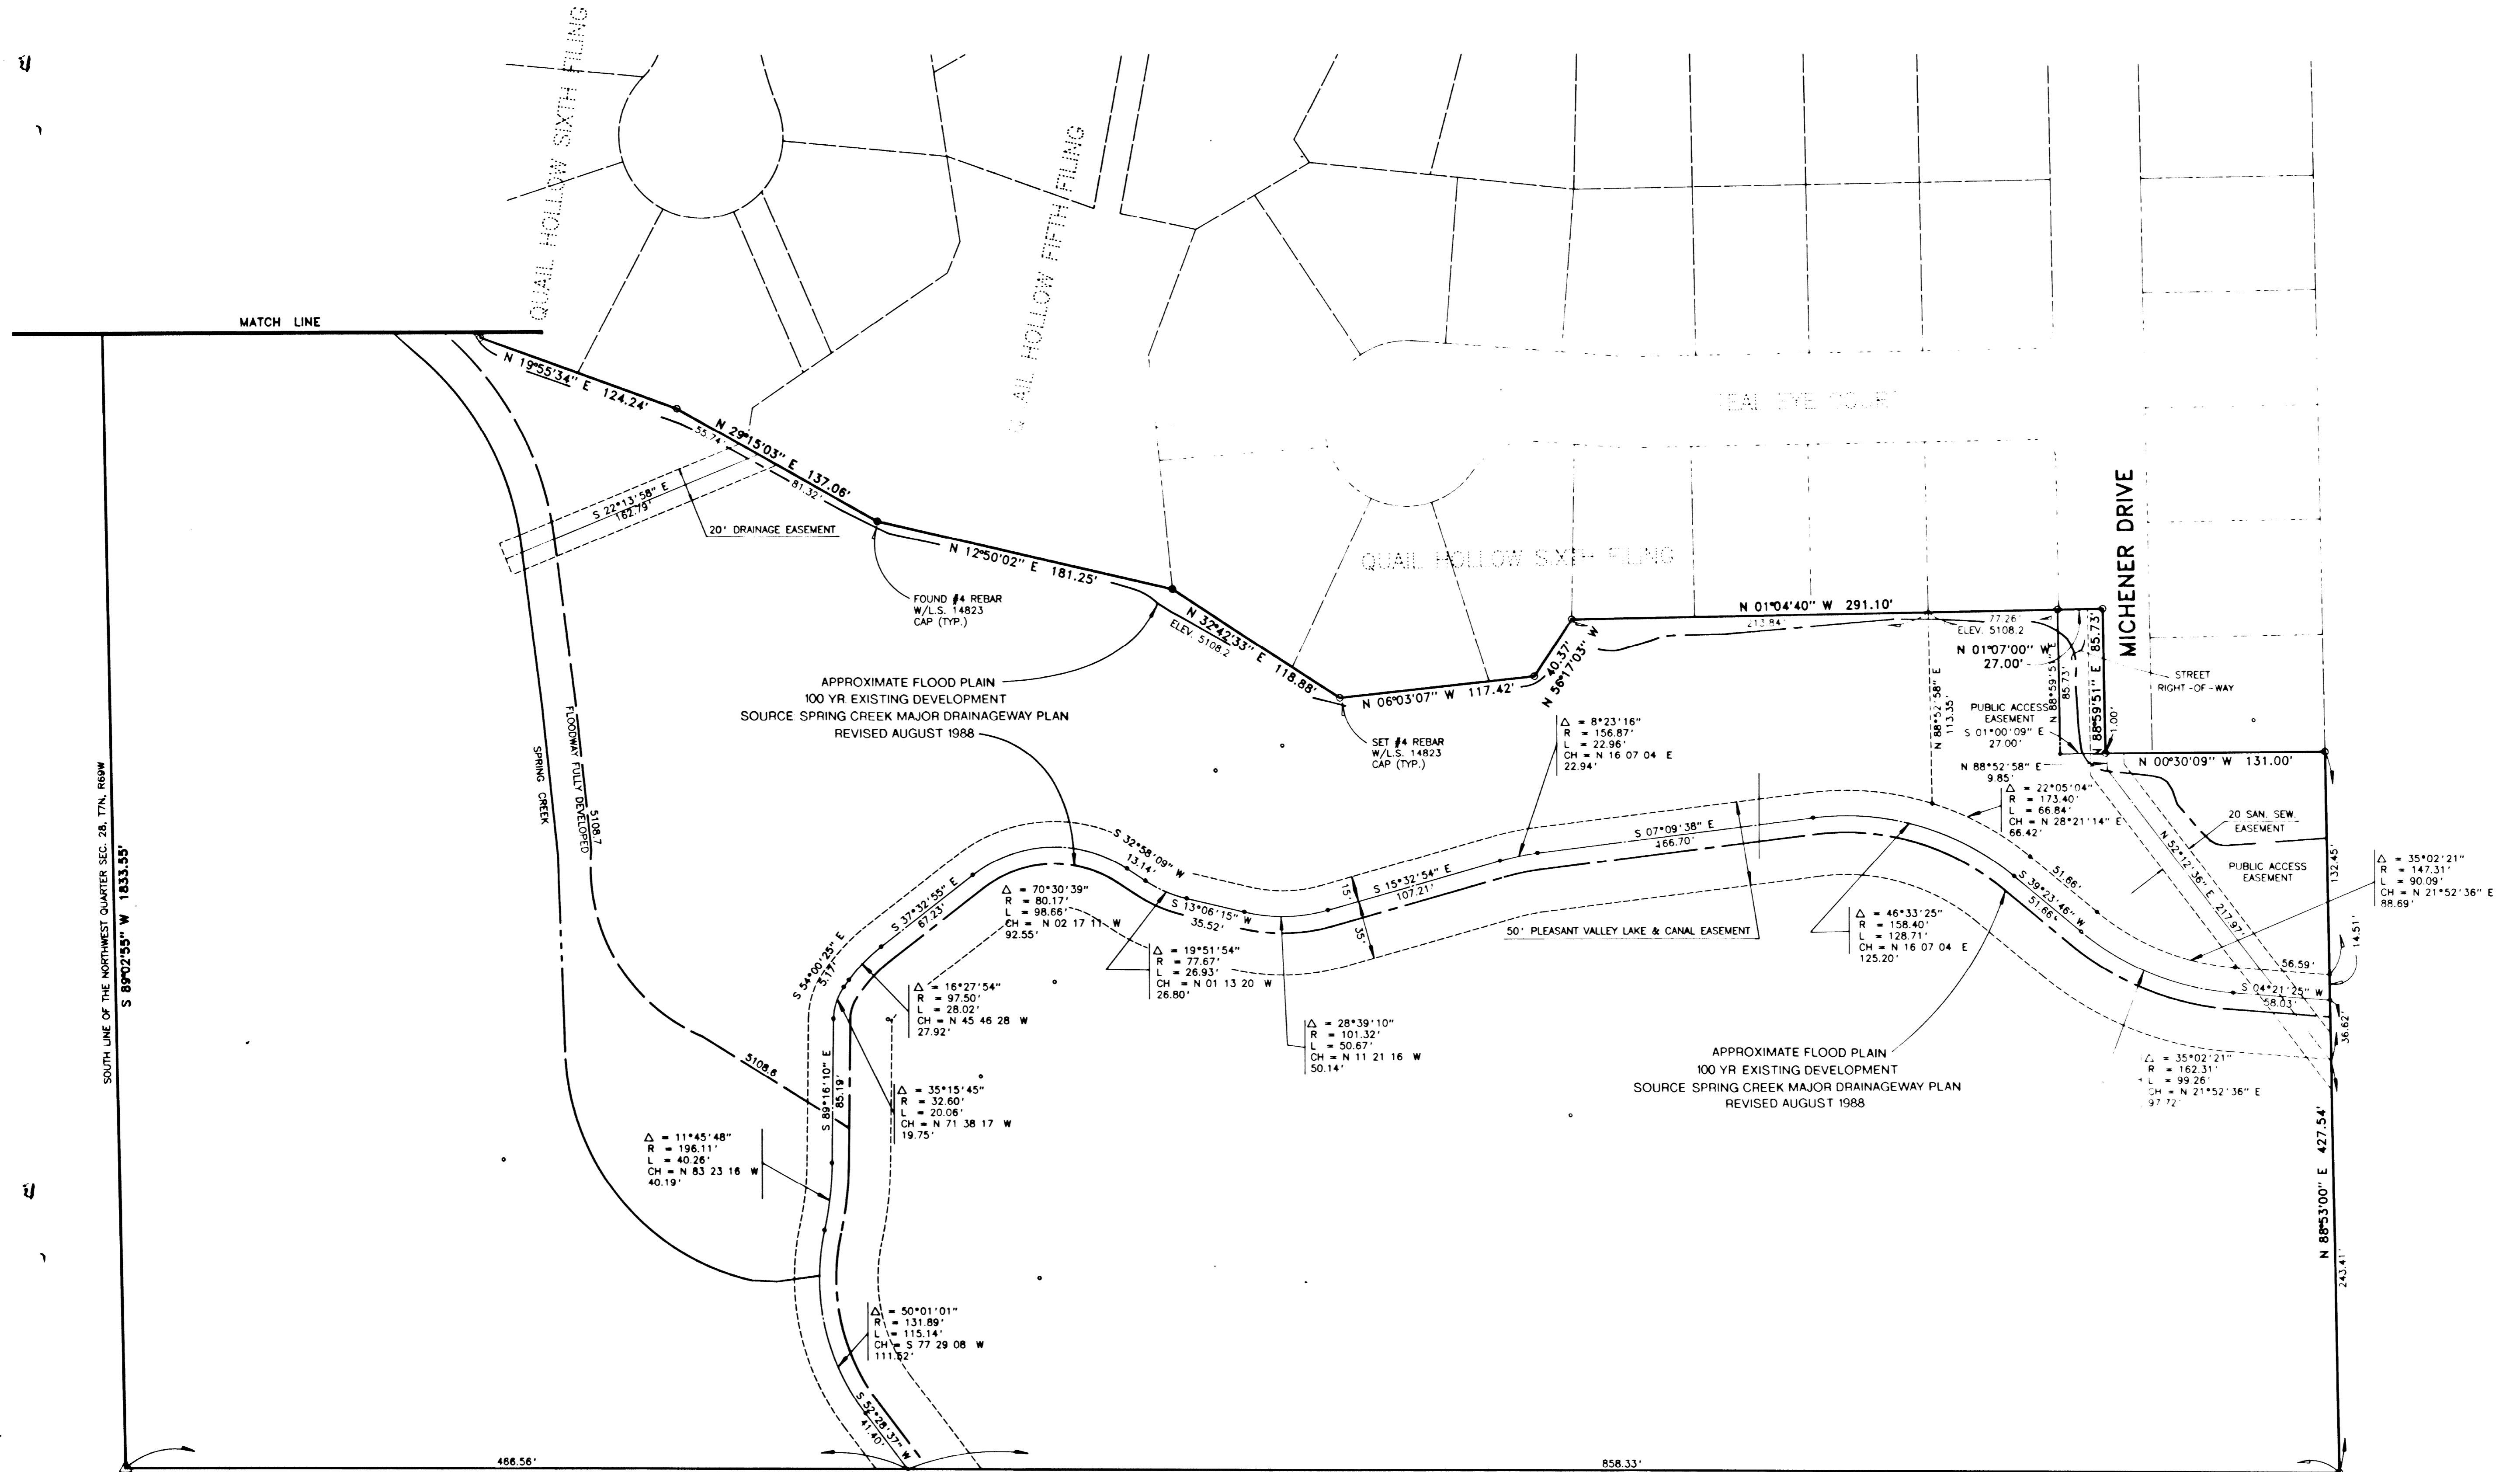 QUAIL HOLLOW SIXTH FILING
QUAIL HOLLOW FIFTH FILING
MATCH LINE
N 19°55'34" E 124.24'
N 29°15'03" E 137.06'
55.74'
81.32'
S 22°13'58" E
162.79'
20' DRAINAGE EASEMENT
N 12°50'02" E 181.25'
FOUND #4 REBAR
W/L.S. 14823
CAP (TYP.)
N 32°42'33" E 118.88'
ELEV. 5108.2
QUAIL HOLLOW SIXTH FILING
N 06°03'07" W 117.42'
40.37'
N 56°17'03" W
N 01°04'40" W 291.10'
213.84'
77.26'
ELEV. 5108.2
N 01°07'00" W
27.00'
MICHENER DRIVE
N 88°59'51" E 85.73'
N 88°59'51" E
85.73'
STREET
RIGHT-OF-WAY
PUBLIC ACCESS
EASEMENT
S 01°00'09" E
27.00'
1.00'
N 88°52'58" E
113.35'
N 88°52'58" E
9.85'
N 00°30'09" W 131.00'
SET #4 REBAR
W/L.S. 14823
CAP (TYP.)
APPROXIMATE FLOOD PLAIN
100 YR. EXISTING DEVELOPMENT
SOURCE SPRING CREEK MAJOR DRAINAGEWAY PLAN
REVISED AUGUST 1988
Δ = 8°23'16"
R = 156.87'
L = 22.96'
CH = N 16 07 04 E
22.94'
Δ = 22°05'04"
R = 173.40'
L = 66.84'
CH = N 28°21'14" E
66.42'
20 SAN. SEW.
EASEMENT
N 52°12'36" E 217.97'
PUBLIC ACCESS
EASEMENT
132.45'
Δ = 35°02'21"
R = 147.31'
L = 90.09'
CH = N 21°52'36" E
88.69'
SPRING CREEK
FLOODWAY FULLY DEVELOPED
5108.7
SOUTH LINE OF THE NORTHWEST QUARTER SEC. 28, T7N, R69W
S 89°02'55" W 1833.55'
S 32°58'09" W
13.14'
S 37°32'55" E
67.23'
S 13°06'15" W
35.52'
S 15°32'54" E
107.21'
15'
35'
S 07°09'38" E
166.70'
50' PLEASANT VALLEY LAKE & CANAL EASEMENT
51.66'
S 39°23'46" W
51.66'
56.59'
S 04°21'25" W
58.03'
14.51'
36.62'
Δ = 70°30'39"
R = 80.17'
L = 98.66'
CH = N 02 17 11 W
92.55'
Δ = 19°51'54"
R = 77.67'
L = 26.93'
CH = N 01 13 20 W
26.80'
Δ = 46°33'25"
R = 158.40'
L = 128.71'
CH = N 16 07 04 E
125.20'
S 54°00'25" E
5.17'
Δ = 16°27'54"
R = 97.50'
L = 28.02'
CH = N 45 46 28 W
27.92'
Δ = 28°39'10"
R = 101.32'
L = 50.67'
CH = N 11 21 16 W
50.14'
APPROXIMATE FLOOD PLAIN
100 YR EXISTING DEVELOPMENT
SOURCE SPRING CREEK MAJOR DRAINAGEWAY PLAN
REVISED AUGUST 1988
Δ = 35°02'21"
R = 162.31'
L = 99.26'
CH = N 21°52'36" E
97.72'
5108.6
S 89°16'10" E
85.19'
Δ = 35°15'45"
R = 32.60'
L = 20.06'
CH = N 71 38 17 W
19.75'
Δ = 11°45'48"
R = 196.11'
L = 40.26'
CH = N 83 23 16 W
40.19'
N 88°53'00" E 427.54'
243.41'
Δ = 50°01'01"
R = 131.89'
L = 115.14'
CH = S 77 29 08 W
111.52'
S 52°28'37" W
41.40'
466.56'
858.33'